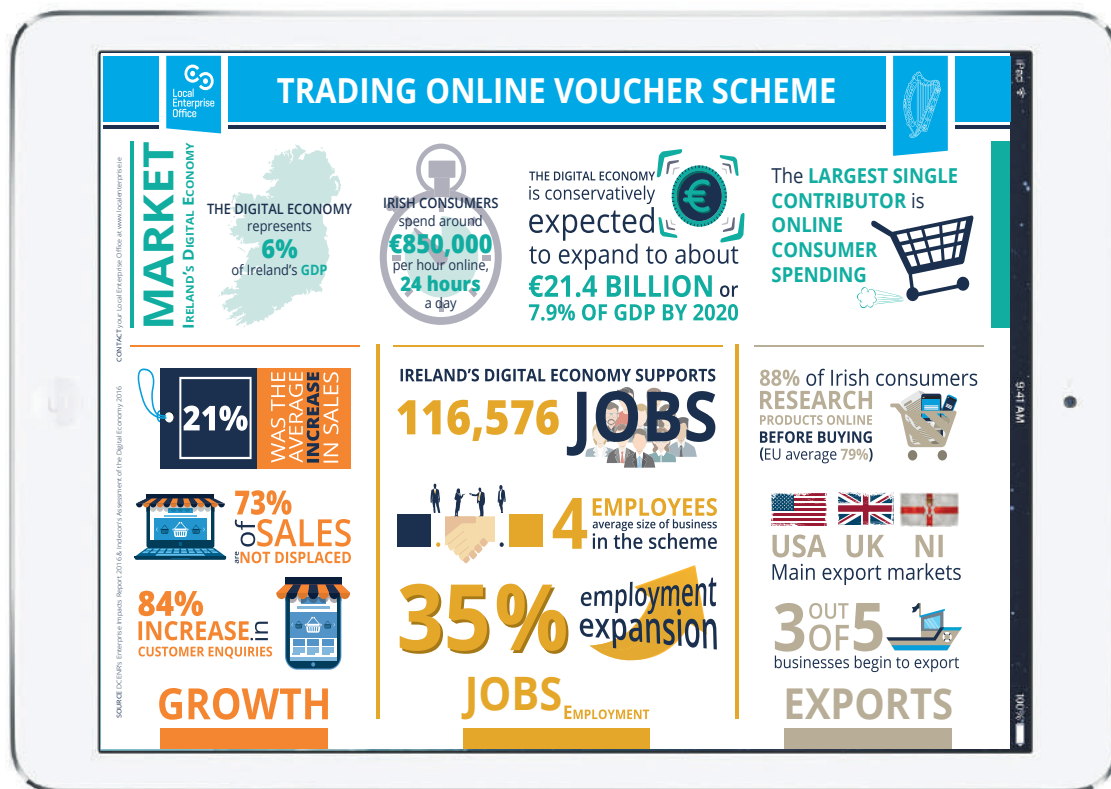 Local
Enterprise
Office
TRADING ONLINE VOUCHER SCHEME
MARKET
IRELAND'S DIGITAL ECONOMY
THE DIGITAL ECONOMY
represents
6%
of Ireland's GDP
IRISH CONSUMERS
spend around
€850,000
per hour online,
24 hours
a day
THE DIGITAL ECONOMY
is conservatively
expected
to expand to about
€21.4 BILLION or
7.9% OF GDP BY 2020
€
The LARGEST SINGLE
CONTRIBUTOR is
ONLINE
CONSUMER
SPENDING
21%
WAS THE
AVERAGE
INCREASE
IN SALES
73%
of SALES
are NOT DISPLACED
84%
INCREASE in
CUSTOMER ENQUIRIES
GROWTH
IRELAND'S DIGITAL ECONOMY SUPPORTS
116,576 JOBS
4 EMPLOYEES
average size of business
in the scheme
35% employment
expansion
JOBS EMPLOYMENT
88% of Irish consumers
RESEARCH
PRODUCTS ONLINE
BEFORE BUYING
(EU average 79%)
USA UK NI
Main export markets
3 OUT OF 5
businesses begin to export
EXPORTS
SOURCE DCENR's Enterprise Impacts Report 2016 & Indecon's Assessment of the Digital Economy 2016
CONTACT your Local Enterprise Office at www.localenterprise.ie
iPad
9:41 AM
100%